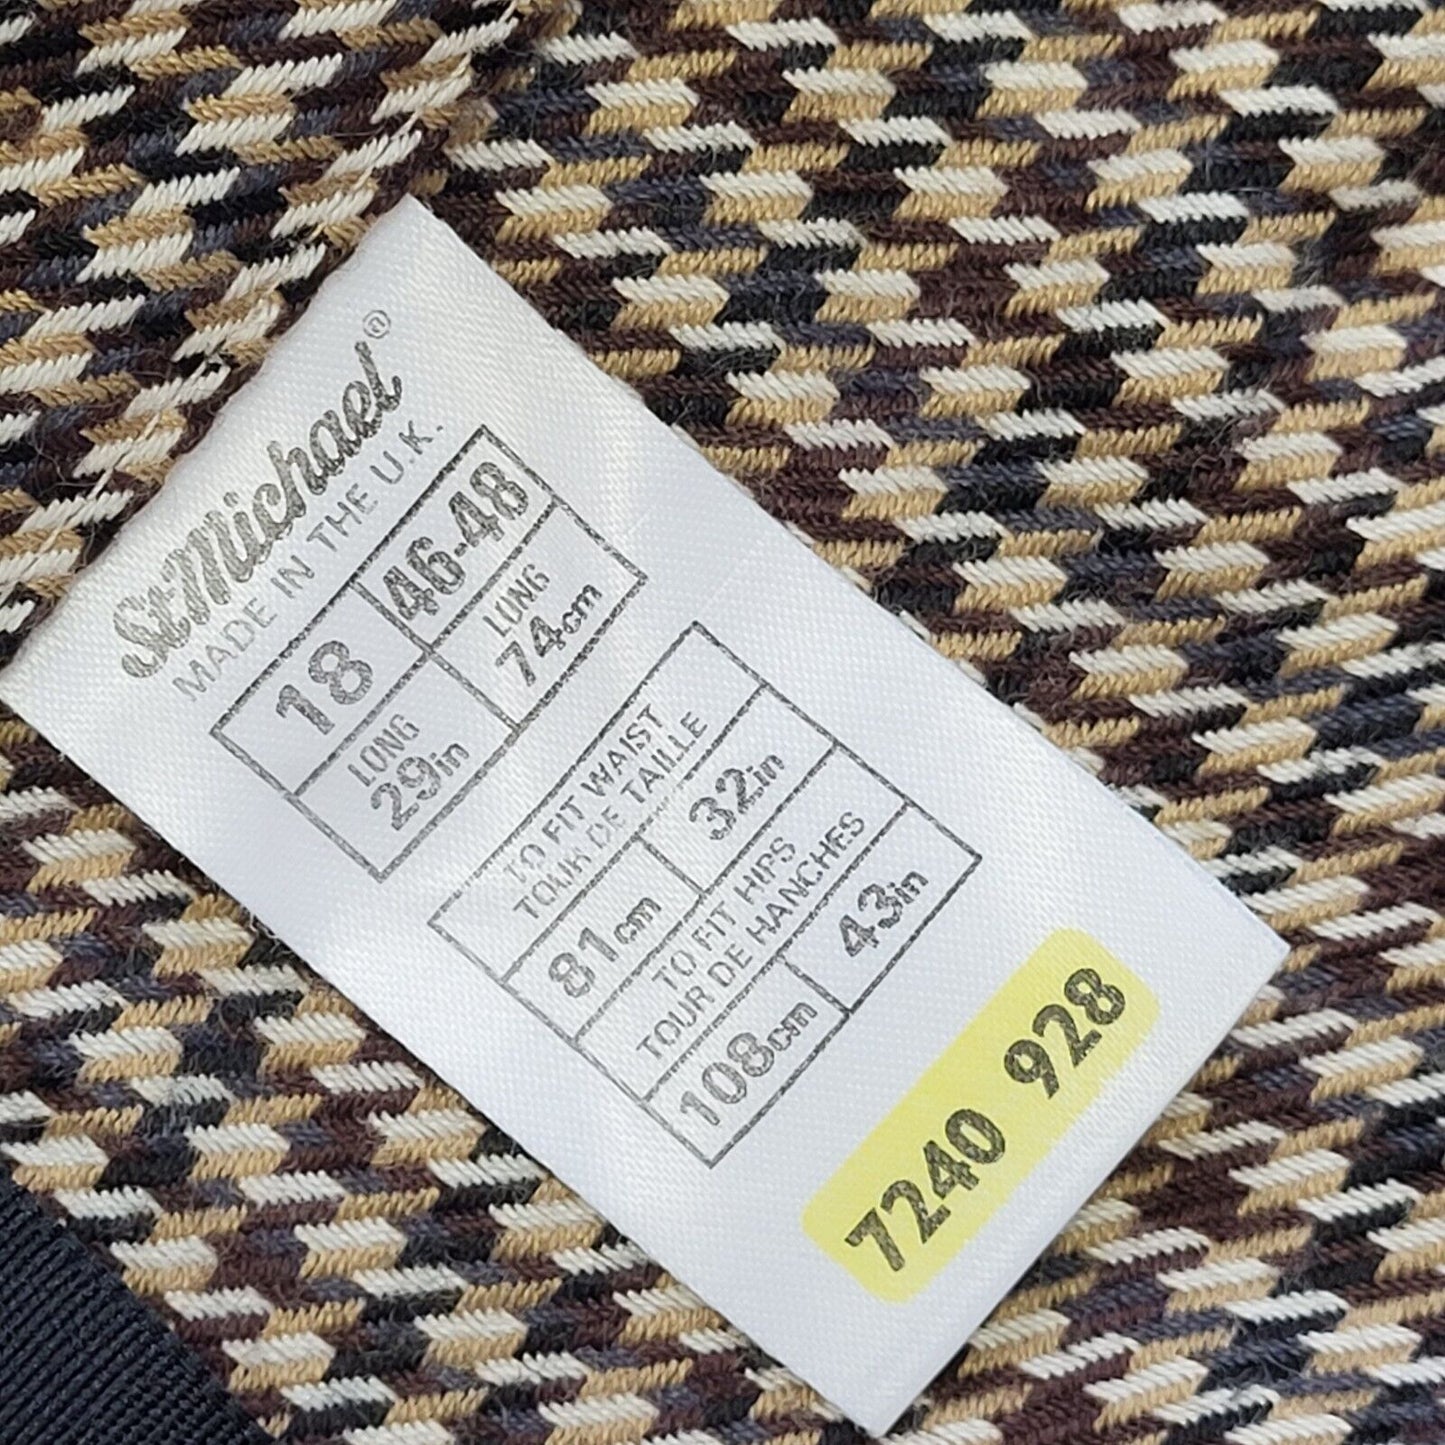 St Michael®
MADE IN THE U.K.
18 46-48
LONG LONG
29in 74cm
TO FIT WAIST
TOUR DE TAILLE
81cm 32in
TO FIT HIPS
TOUR DE HANCHES
108cm 43in
7240 928